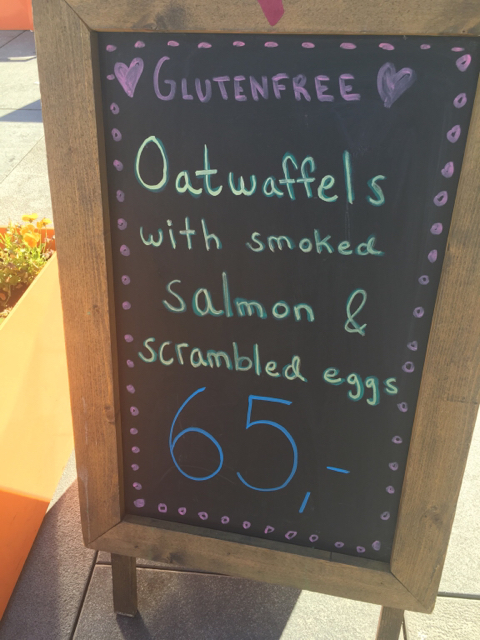 GLUTENFREE
Oatwaffels
with smoked
salmon &
scrambled eggs
65,-